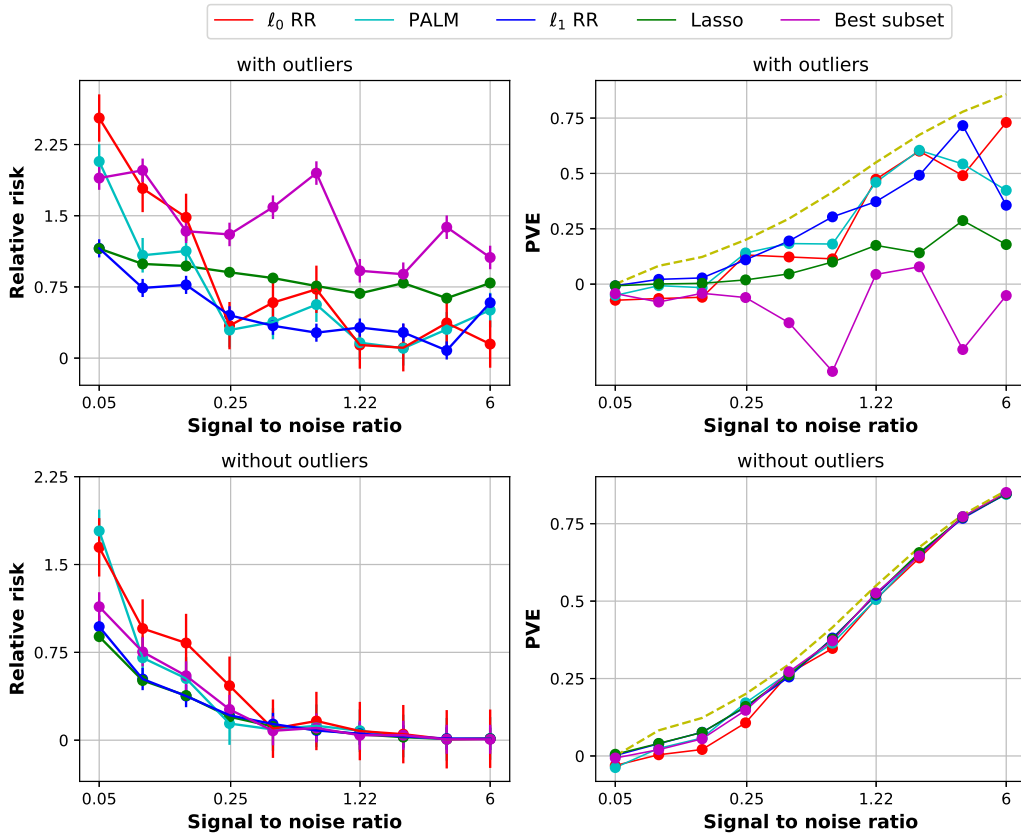 ℓ₀ RR PALM ℓ₁ RR Lasso Best subset
with outliers
2.25
1.5
0.75
0
Relative risk
0.05 0.25 1.22 6
Signal to noise ratio
with outliers
0.75
0.5
0.25
0
PVE
0.05 0.25 1.22 6
Signal to noise ratio
without outliers
2.25
1.5
0.75
0
Relative risk
0.05 0.25 1.22 6
Signal to noise ratio
without outliers
0.75
0.5
0.25
0
PVE
0.05 0.25 1.22 6
Signal to noise ratio